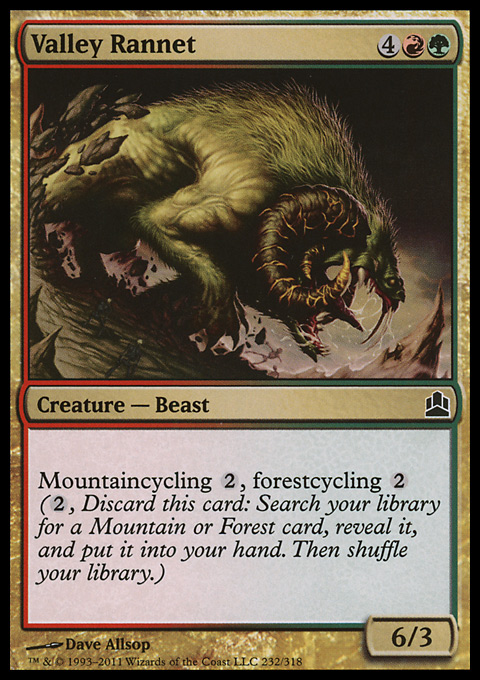 Valley Rannet 4
Creature — Beast
Mountaincycling 2, forestcycling 2
(2, Discard this card: Search your library
for a Mountain or Forest card, reveal it,
and put it into your hand. Then shuffle
your library.)
6/3
Dave Allsop
™ & © 1993–2011 Wizards of the Coast LLC 232/318